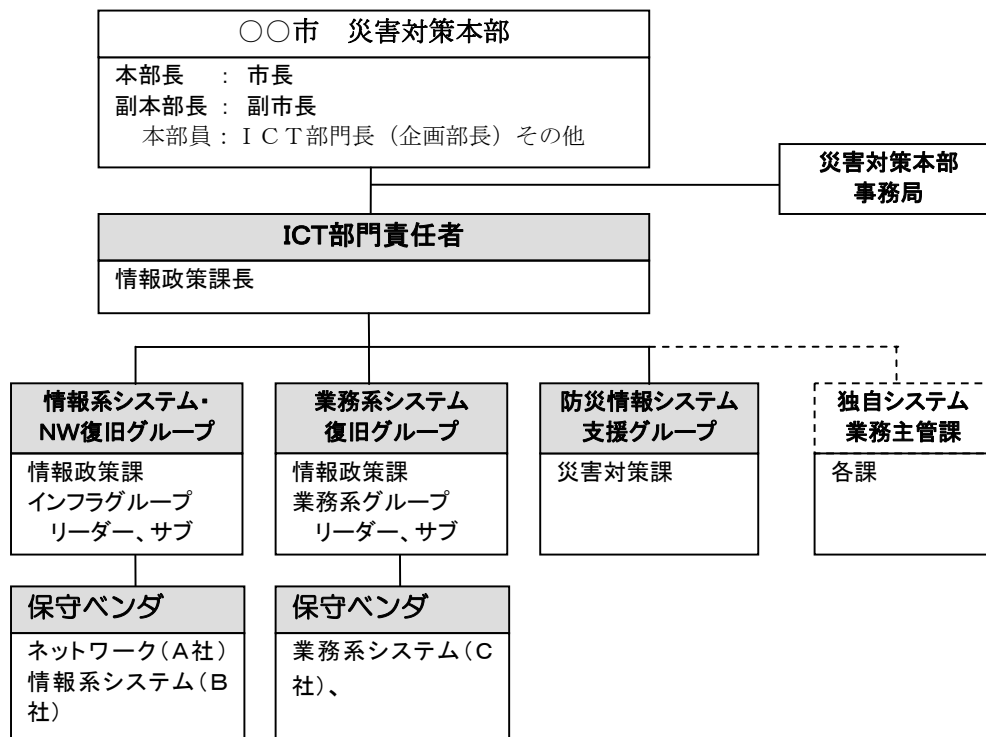 ○○市　災害対策本部
本部長　：　市長
副本部長：　副市長
本部員：ＩＣＴ部門長（企画部長）その他
災害対策本部
事務局
ICT部門責任者
情報政策課長
情報系システム・
NW復旧グループ
情報政策課
インフラグループ
リーダー、サブ
業務系システム
復旧グループ
情報政策課
業務系グループ
リーダー、サブ
防災情報システム
支援グループ
災害対策課
独自システム
業務主管課
各課
保守ベンダ
ネットワーク（Ａ社）
情報系システム（Ｂ
社）
保守ベンダ
業務系システム（Ｃ
社）、